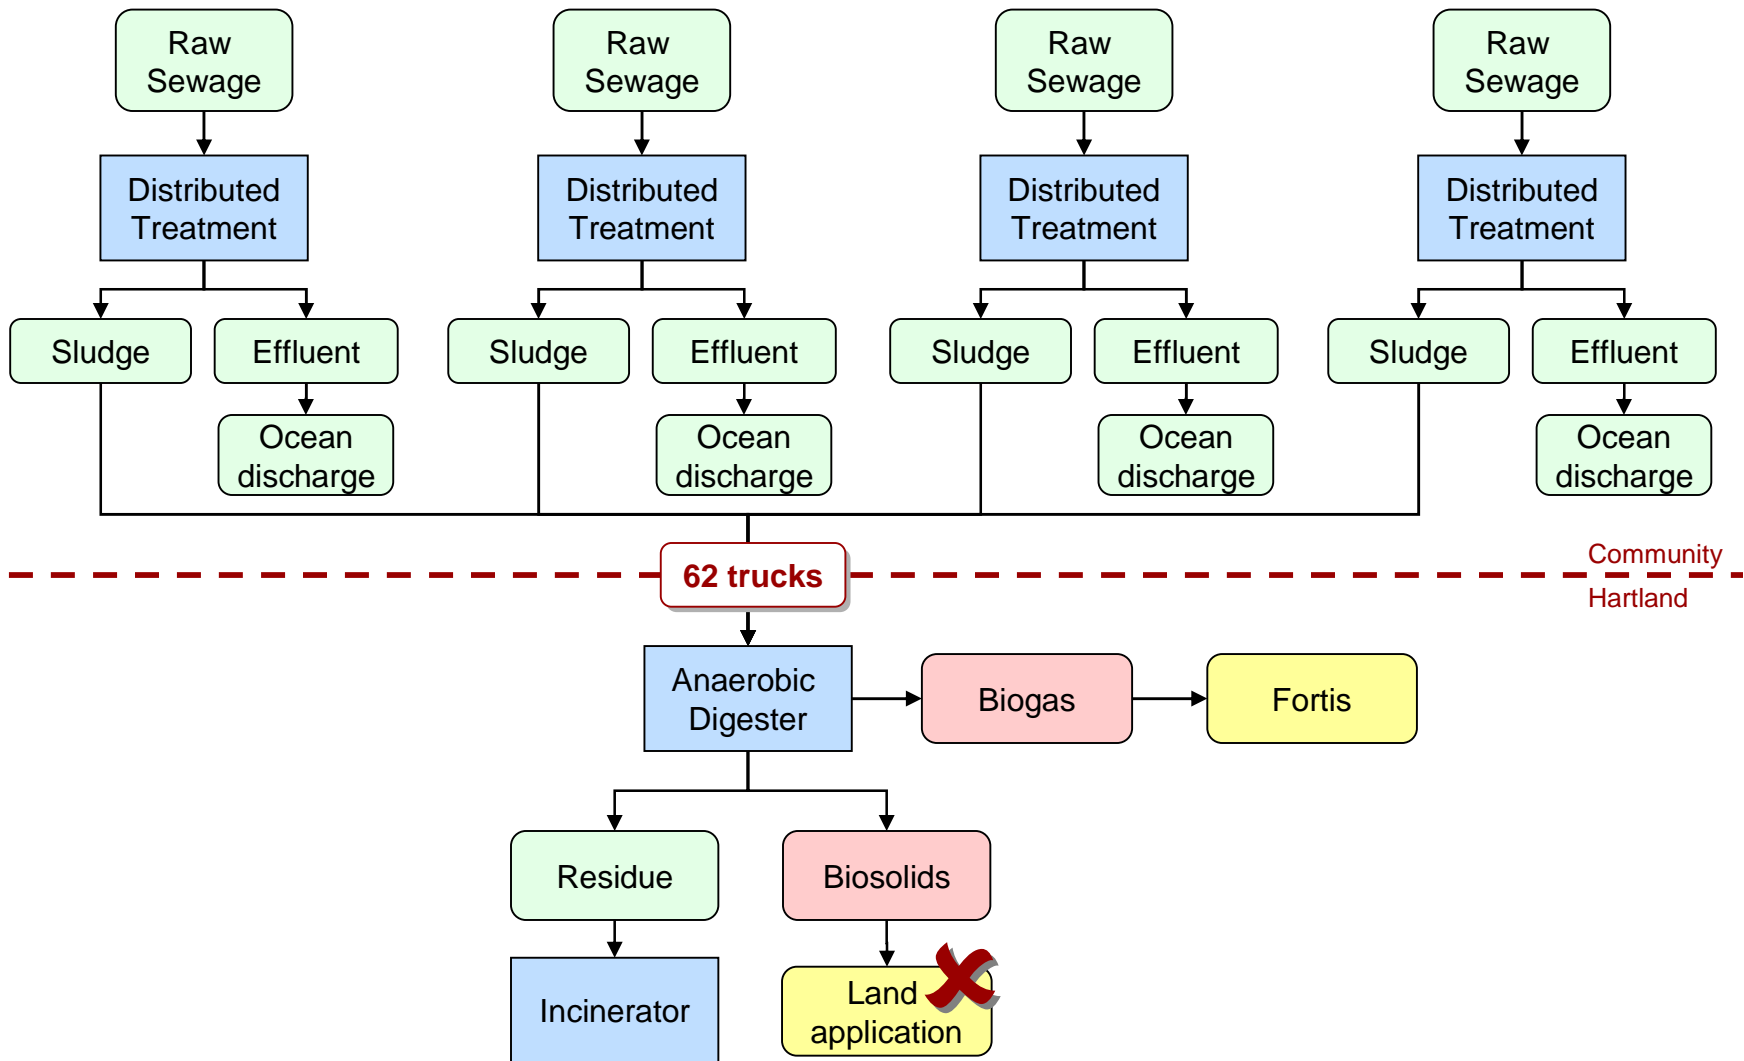 Raw
Sewage
Raw
Sewage
Raw
Sewage
Raw
Sewage
Distributed
Treatment
Distributed
Treatment
Distributed
Treatment
Distributed
Treatment
Sludge
Effluent
Sludge
Effluent
Sludge
Effluent
Sludge
Effluent
Ocean
discharge
Ocean
discharge
Ocean
discharge
Ocean
discharge
62 trucks
Community
Hartland
Anaerobic
Digester
Biogas
Fortis
Residue
Biosolids
Incinerator
Land
application